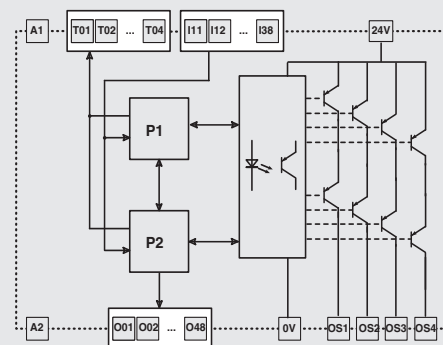 A1 T01 T02 ... T04 I11 I12 ... I38 24V
P1
P2
A2 O01 O02 ... O48 0V OS1 OS2 OS3 OS4